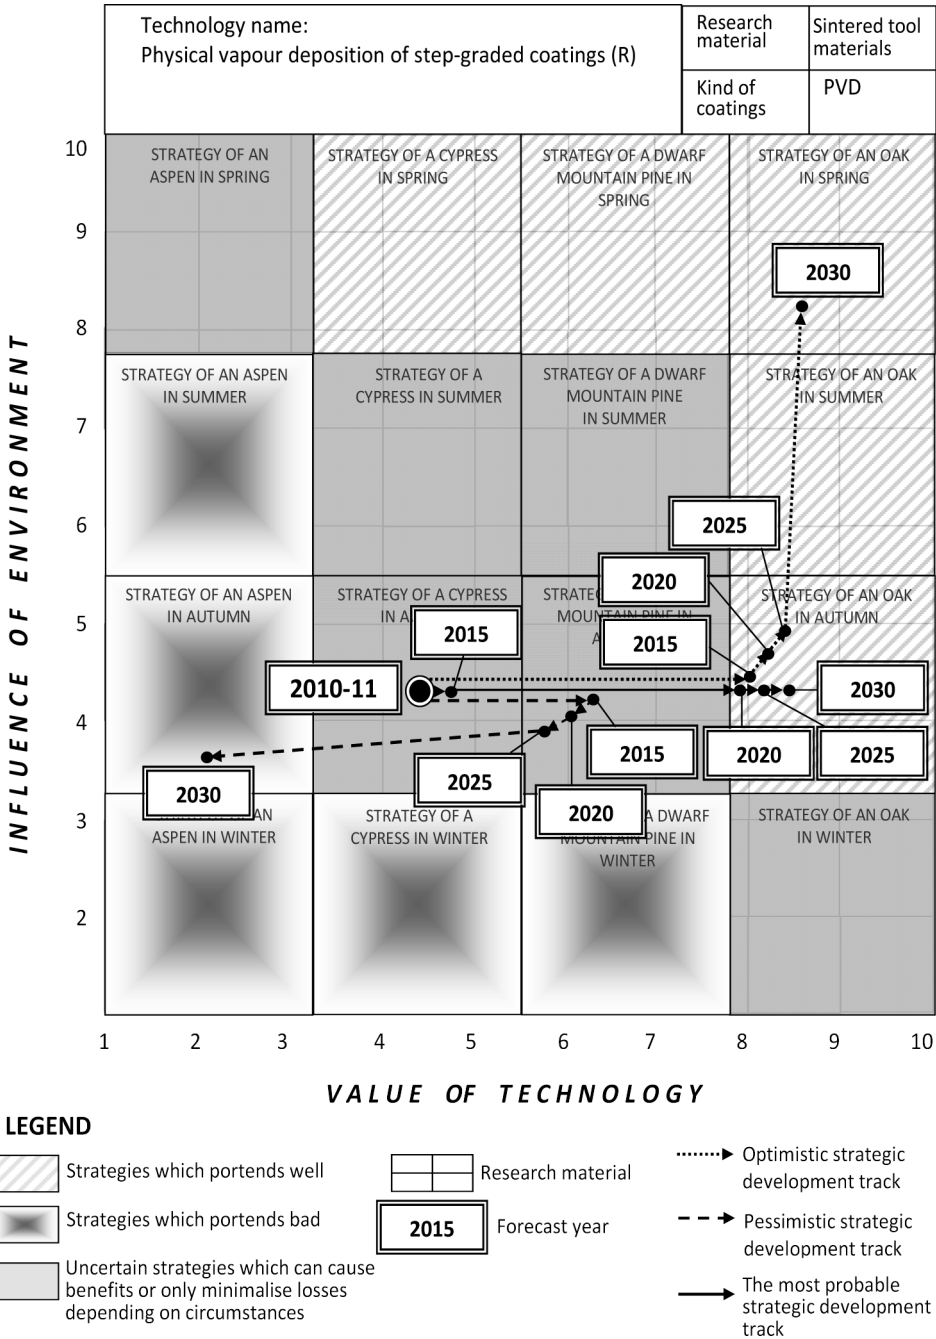 Technology name:
Physical vapour deposition of step-graded coatings (R)
Research
material
Sintered tool
materials
Kind of
coatings
PVD
INFLUENCE OF ENVIRONMENT
10
9
8
7
6
5
4
3
2
STRATEGY OF AN
ASPEN IN SPRING
STRATEGY OF A CYPRESS
IN SPRING
STRATEGY OF A DWARF
MOUNTAIN PINE IN
SPRING
STRATEGY OF AN OAK
IN SPRING
2030
STRATEGY OF AN ASPEN
IN SUMMER
STRATEGY OF A
CYPRESS IN SUMMER
STRATEGY OF A DWARF
MOUNTAIN PINE
IN SUMMER
STRATEGY OF AN OAK
IN SUMMER
2025
2020
STRATEGY OF AN ASPEN
IN AUTUMN
STRATEGY OF A CYPRESS
IN
MOUNTAIN PINE IN
STRATEGY OF AN OAK
IN AUTUMN
2015
2015
2010-11
2030
2015
2020
2025
2025
2030
2020
ASPEN IN WINTER
STRATEGY OF A
CYPRESS IN WINTER
A DWARF
MOUNTAIN PINE IN
WINTER
STRATEGY OF AN OAK
IN WINTER
1 2 3 4 5 6 7 8 9 10
VALUE OF TECHNOLOGY
LEGEND
Strategies which portends well
Strategies which portends bad
Uncertain strategies which can cause
benefits or only minimalise losses
depending on circumstances
Research material
2015
Forecast year
Optimistic strategic
development track
Pessimistic strategic
development track
The most probable
strategic development
track